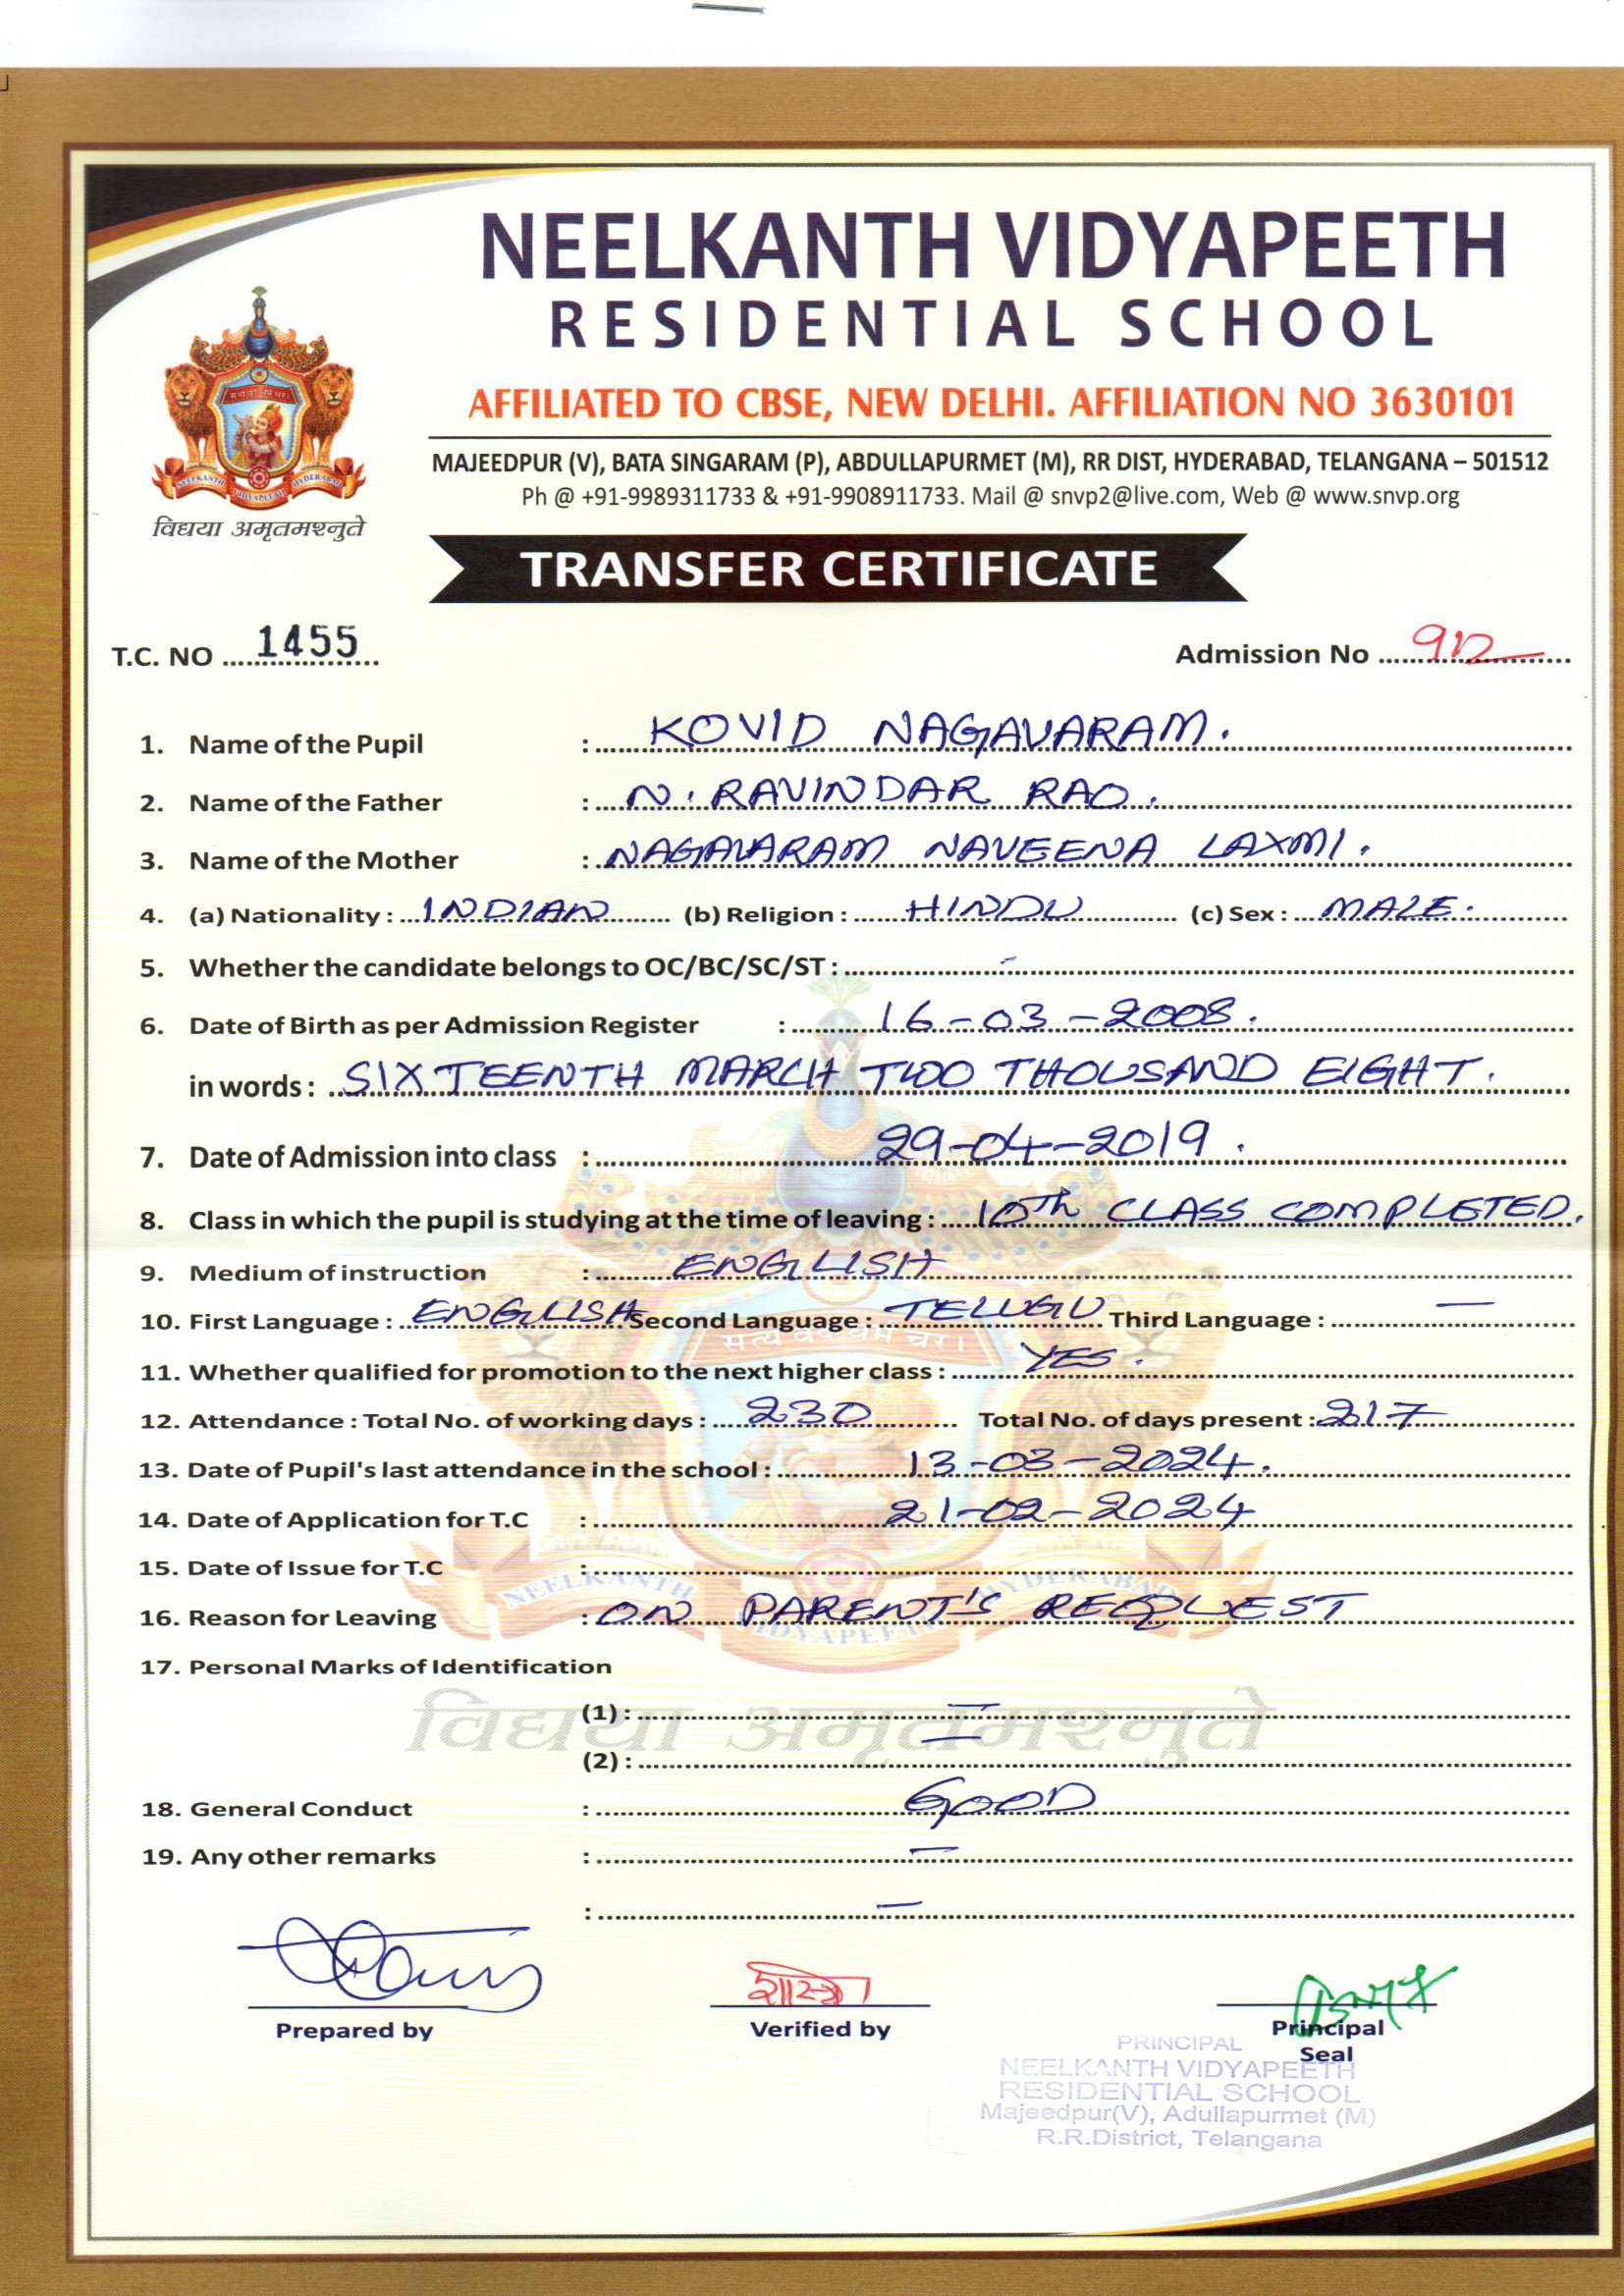 NEELKANTH VIDYAPEETH
RESIDENTIAL SCHOOL
AFFILIATED TO CBSE, NEW DELHI. AFFILIATION NO 3630101
MAJEEDPUR (V), BATA SINGARAM (P), ABDULLAPURMET (M), RR DIST, HYDERABAD, TELANGANA – 501512
Ph @ +91-9989311733 & +91-9908911733. Mail @ snvp2@live.com, Web @ www.snvp.org
सत्यं वद धर्मं चर।
NEELKANTH VIDYAPEETH HYDERABAD
विद्यया अमृतमश्नुते
TRANSFER CERTIFICATE
T.C. NO 1455 Admission No 912
1. Name of the Pupil : KOVID NAGAVARAM.
2. Name of the Father : N. RAVINDAR RAO.
3. Name of the Mother : NAGAVARAM NAVEENA LAXMI.
4. (a) Nationality : INDIAN (b) Religion : HINDU (c) Sex : MALE.
5. Whether the candidate belongs to OC/BC/SC/ST : -
6. Date of Birth as per Admission Register : 16-03-2008.
in words : SIXTEENTH MARCH TWO THOUSAND EIGHT.
7. Date of Admission into class : 29-04-2019.
8. Class in which the pupil is studying at the time of leaving : 10th CLASS COMPLETED.
9. Medium of instruction : ENGLISH
10. First Language : ENGLISH Second Language : TELUGU Third Language : —
11. Whether qualified for promotion to the next higher class : YES.
12. Attendance : Total No. of working days : 230 Total No. of days present : 217
13. Date of Pupil's last attendance in the school : 13-03-2024.
14. Date of Application for T.C : 21-02-2024
15. Date of Issue for T.C :
16. Reason for Leaving : ON PARENT'S REQUEST
17. Personal Marks of Identification
(1) : —
(2) : —
विद्यया अमृतमश्नुते
18. General Conduct : GOOD
19. Any other remarks : —
: —
Prepared by Verified by Principal
Seal
PRINCIPAL
NEELKANTH VIDYAPEETH
RESIDENTIAL SCHOOL
Majeedpur(V), Adullapurmet (M)
R.R.District, Telangana